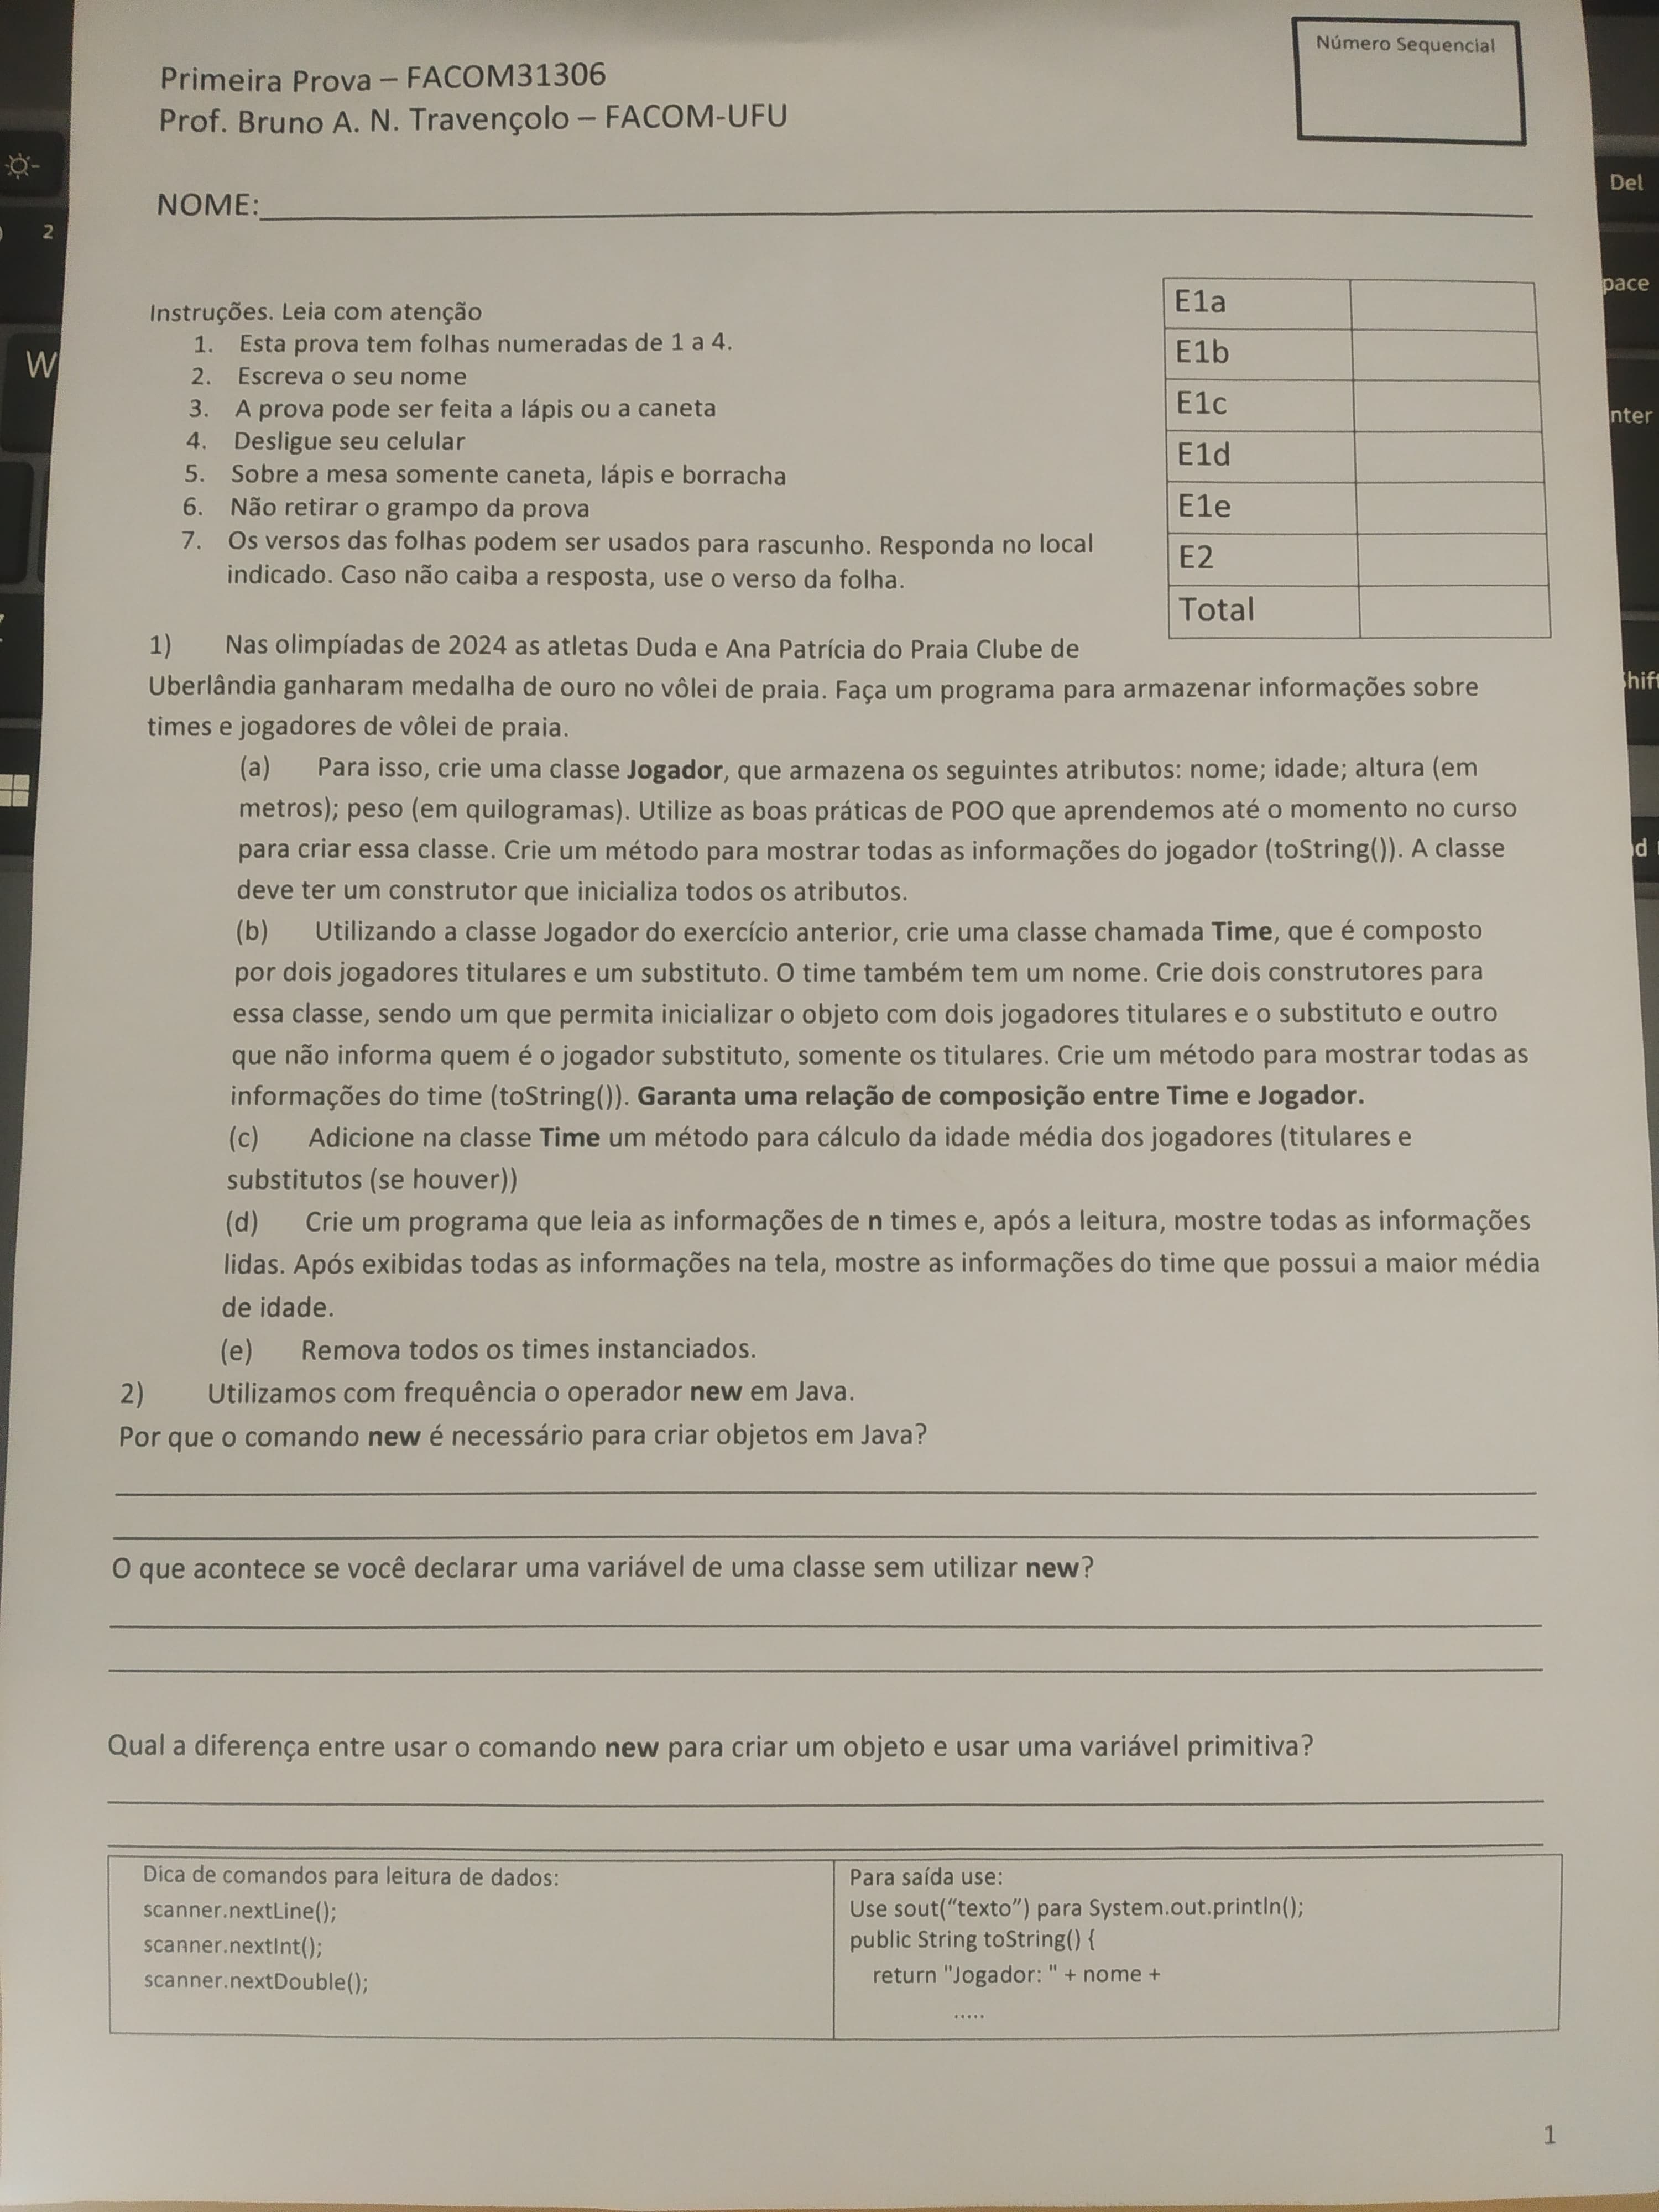 Número Sequencial
Primeira Prova – FACOM31306
Prof. Bruno A. N. Travençolo – FACOM-UFU
NOME:
Instruções. Leia com atenção
1. Esta prova tem folhas numeradas de 1 a 4.
2. Escreva o seu nome
3. A prova pode ser feita a lápis ou a caneta
4. Desligue seu celular
5. Sobre a mesa somente caneta, lápis e borracha
6. Não retirar o grampo da prova
7. Os versos das folhas podem ser usados para rascunho. Responda no local
indicado. Caso não caiba a resposta, use o verso da folha.
E1a
E1b
E1c
E1d
E1e
E2
Total
1) Nas olimpíadas de 2024 as atletas Duda e Ana Patrícia do Praia Clube de
Uberlândia ganharam medalha de ouro no vôlei de praia. Faça um programa para armazenar informações sobre
times e jogadores de vôlei de praia.
(a) Para isso, crie uma classe Jogador, que armazena os seguintes atributos: nome; idade; altura (em
metros); peso (em quilogramas). Utilize as boas práticas de POO que aprendemos até o momento no curso
para criar essa classe. Crie um método para mostrar todas as informações do jogador (toString()). A classe
deve ter um construtor que inicializa todos os atributos.
(b) Utilizando a classe Jogador do exercício anterior, crie uma classe chamada Time, que é composto
por dois jogadores titulares e um substituto. O time também tem um nome. Crie dois construtores para
essa classe, sendo um que permita inicializar o objeto com dois jogadores titulares e o substituto e outro
que não informa quem é o jogador substituto, somente os titulares. Crie um método para mostrar todas as
informações do time (toString()). Garanta uma relação de composição entre Time e Jogador.
(c) Adicione na classe Time um método para cálculo da idade média dos jogadores (titulares e
substitutos (se houver))
(d) Crie um programa que leia as informações de n times e, após a leitura, mostre todas as informações
lidas. Após exibidas todas as informações na tela, mostre as informações do time que possui a maior média
de idade.
(e) Remova todos os times instanciados.
2) Utilizamos com frequência o operador new em Java.
Por que o comando new é necessário para criar objetos em Java?
O que acontece se você declarar uma variável de uma classe sem utilizar new?
Qual a diferença entre usar o comando new para criar um objeto e usar uma variável primitiva?
Dica de comandos para leitura de dados:
scanner.nextLine();
scanner.nextInt();
scanner.nextDouble();
Para saída use:
Use sout(“texto”) para System.out.println();
public String toString() {
return "Jogador: " + nome +
.....
1
2
W
Del
pace
nter
hift
d